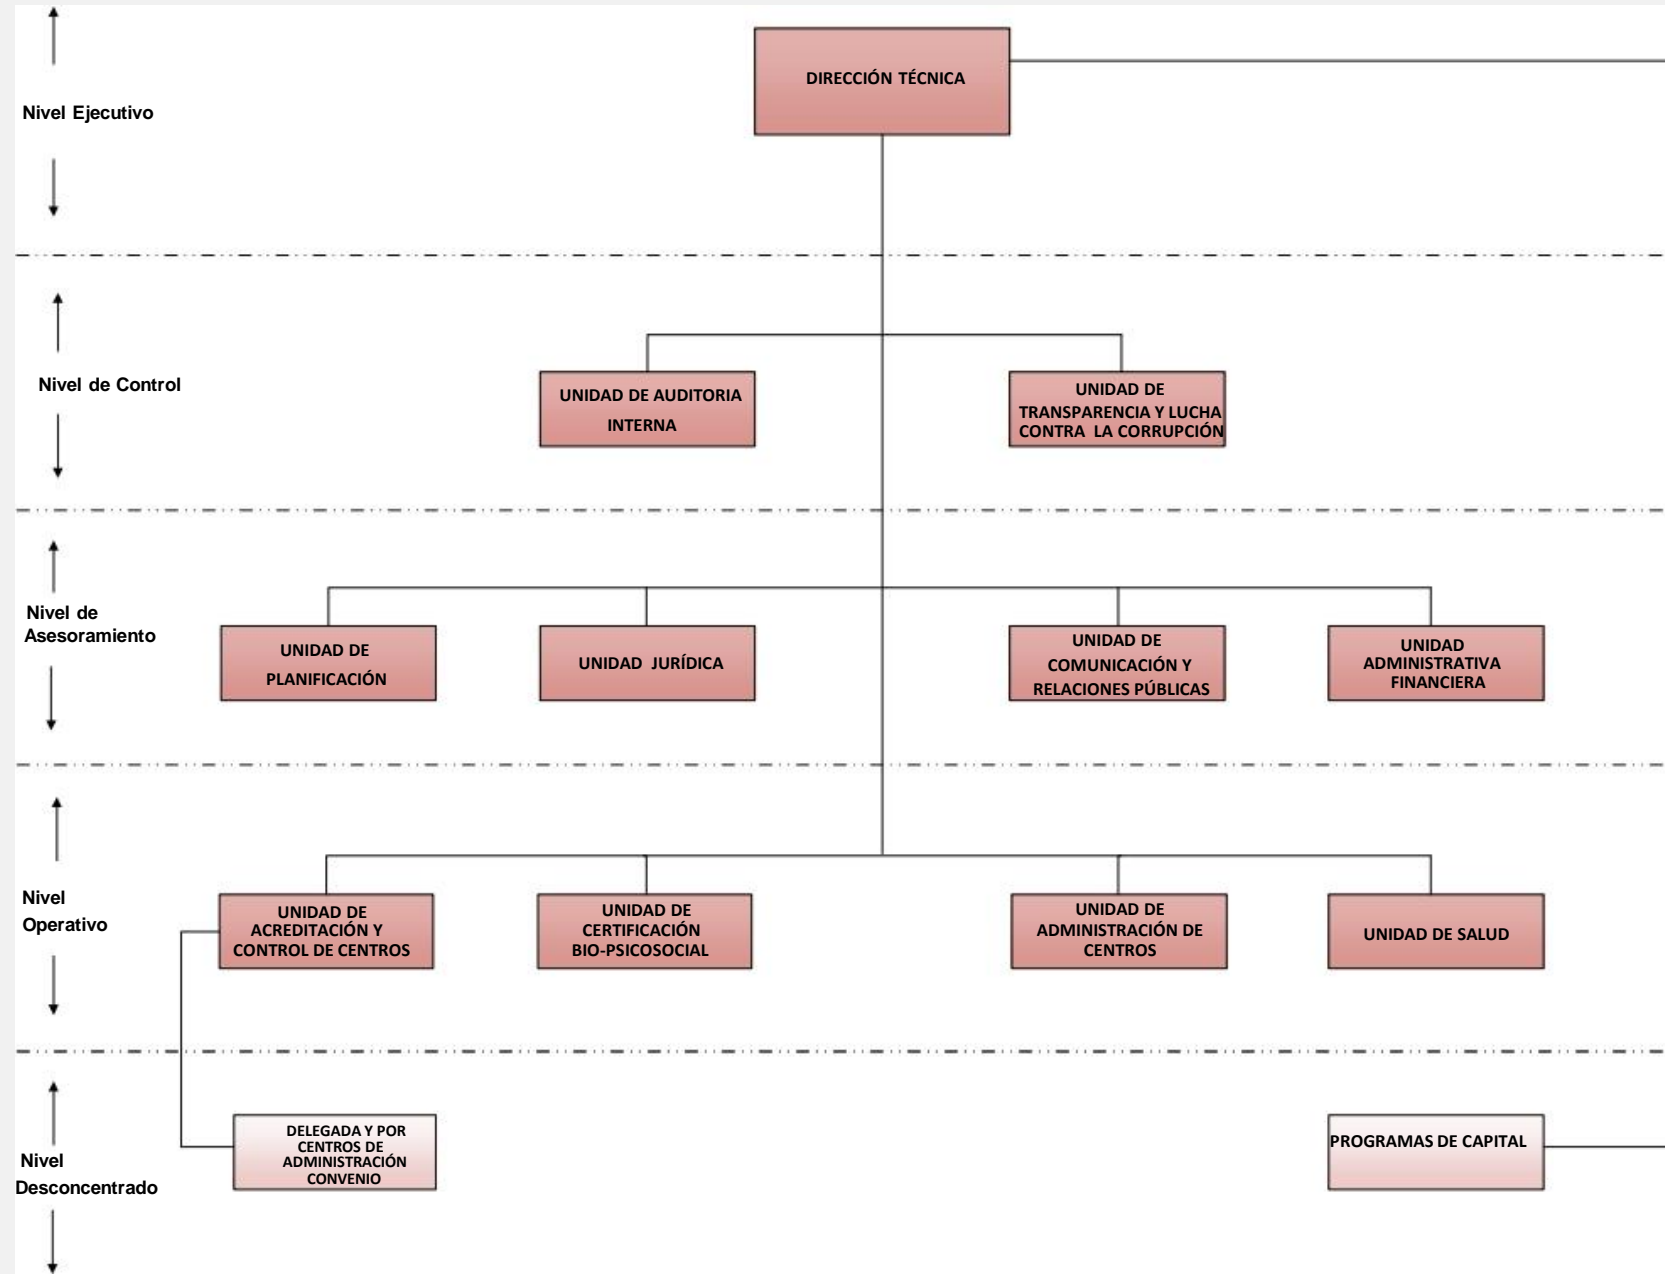 DIRECCIÓN TÉCNICA
Nivel Ejecutivo
Nivel de Control
UNIDAD DE AUDITORIA
INTERNA
UNIDAD DE
TRANSPARENCIA Y LUCHA
CONTRA LA CORRUPCIÓN
Nivel de
Asesoramiento
UNIDAD DE
PLANIFICACIÓN
UNIDAD JURÍDICA
UNIDAD DE
COMUNICACIÓN Y
RELACIONES PÚBLICAS
UNIDAD
ADMINISTRATIVA
FINANCIERA
Nivel
Operativo
UNIDAD DE
ACREDITACIÓN Y
CONTROL DE CENTROS
UNIDAD DE
CERTIFICACIÓN
BIO-PSICOSOCIAL
UNIDAD DE
ADMINISTRACIÓN DE
CENTROS
UNIDAD DE SALUD
Nivel
Desconcentrado
DELEGADA Y POR
CENTROS DE
ADMINISTRACIÓN
CONVENIO
PROGRAMAS DE CAPITAL